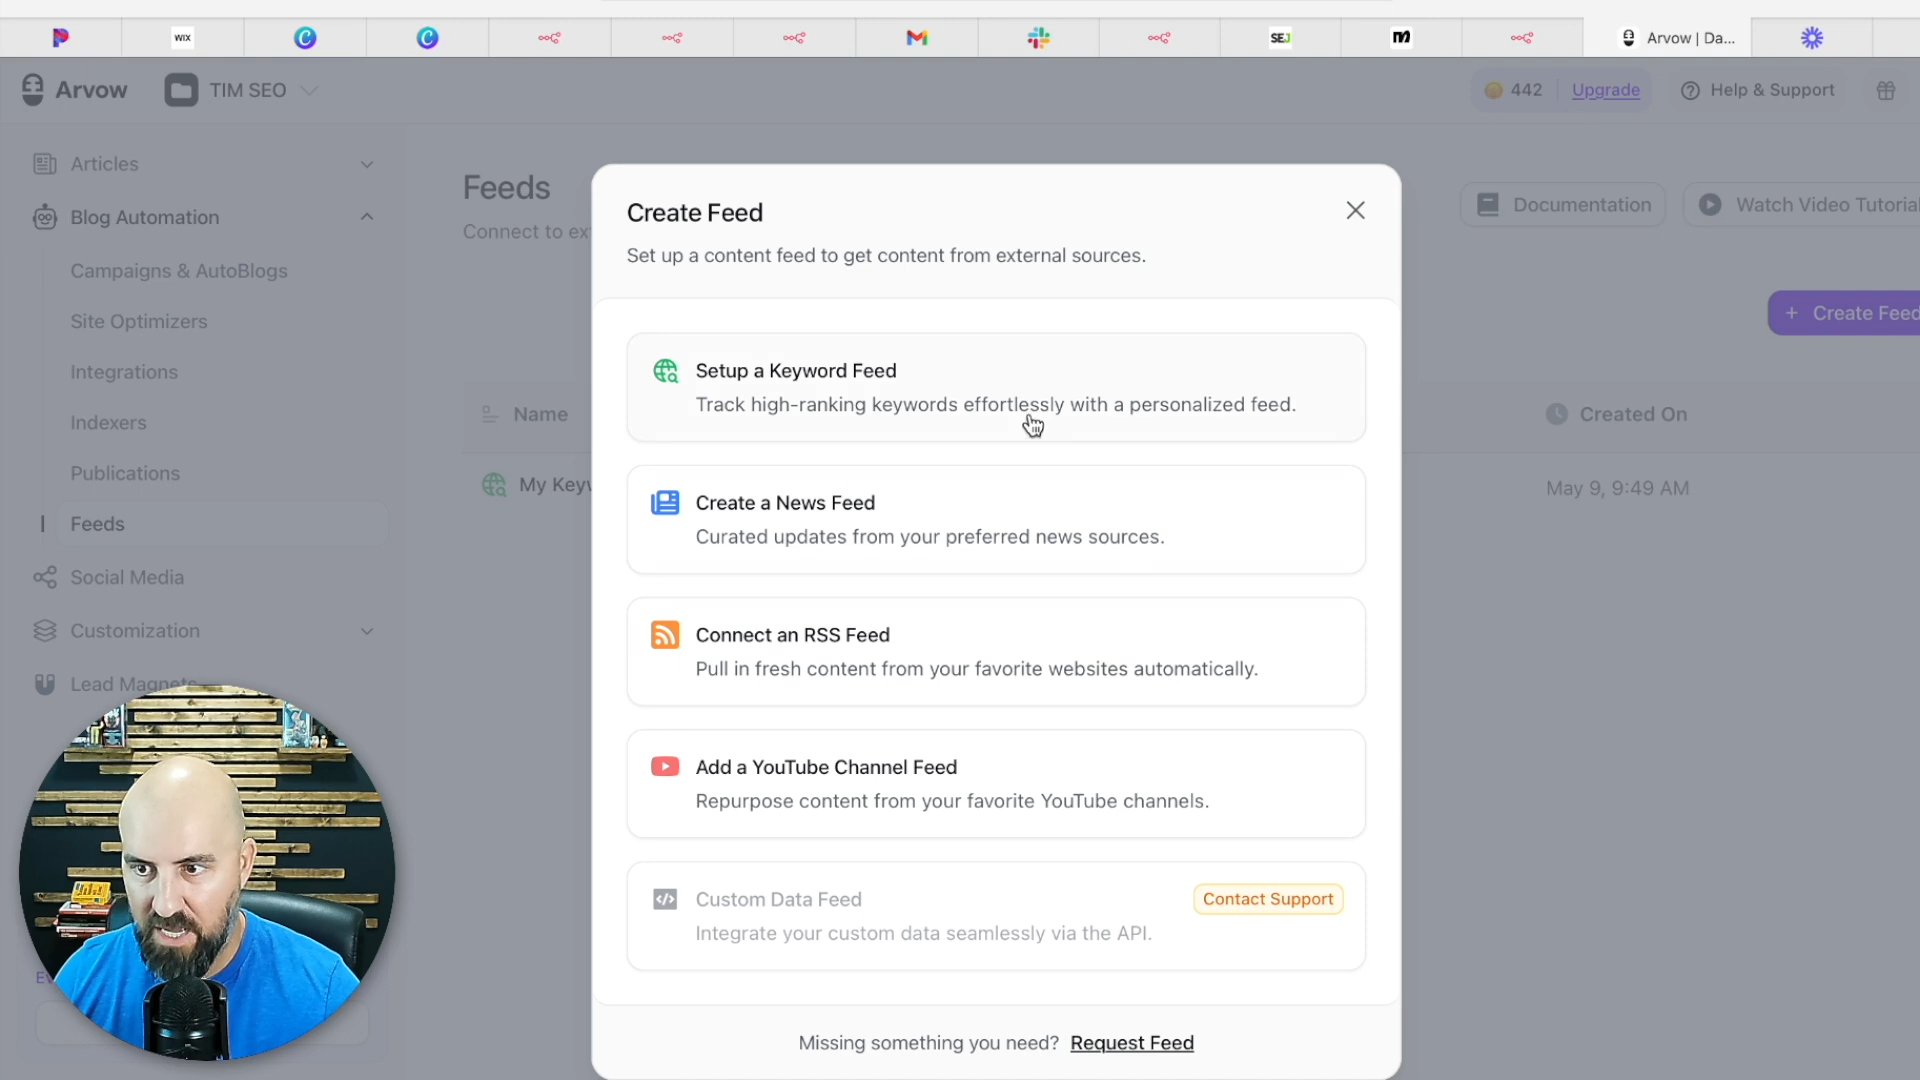 WIX
SEJ
Arvow | Da...
Arvow
TIM SEO
442
Upgrade
Help & Support
Articles
Blog Automation
Campaigns & AutoBlogs
Site Optimizers
Integrations
Indexers
Publications
Feeds
Social Media
Customization
Lead Magnets
Feeds
Connect to ex
Documentation
Watch Video Tutorial
+ Create Feed
Name
Created On
My Keyw
May 9, 9:49 AM
Create Feed
Set up a content feed to get content from external sources.
Setup a Keyword Feed
Track high-ranking keywords effortlessly with a personalized feed.
Create a News Feed
Curated updates from your preferred news sources.
Connect an RSS Feed
Pull in fresh content from your favorite websites automatically.
Add a YouTube Channel Feed
Repurpose content from your favorite YouTube channels.
Custom Data Feed
Contact Support
Integrate your custom data seamlessly via the API.
Missing something you need? Request Feed